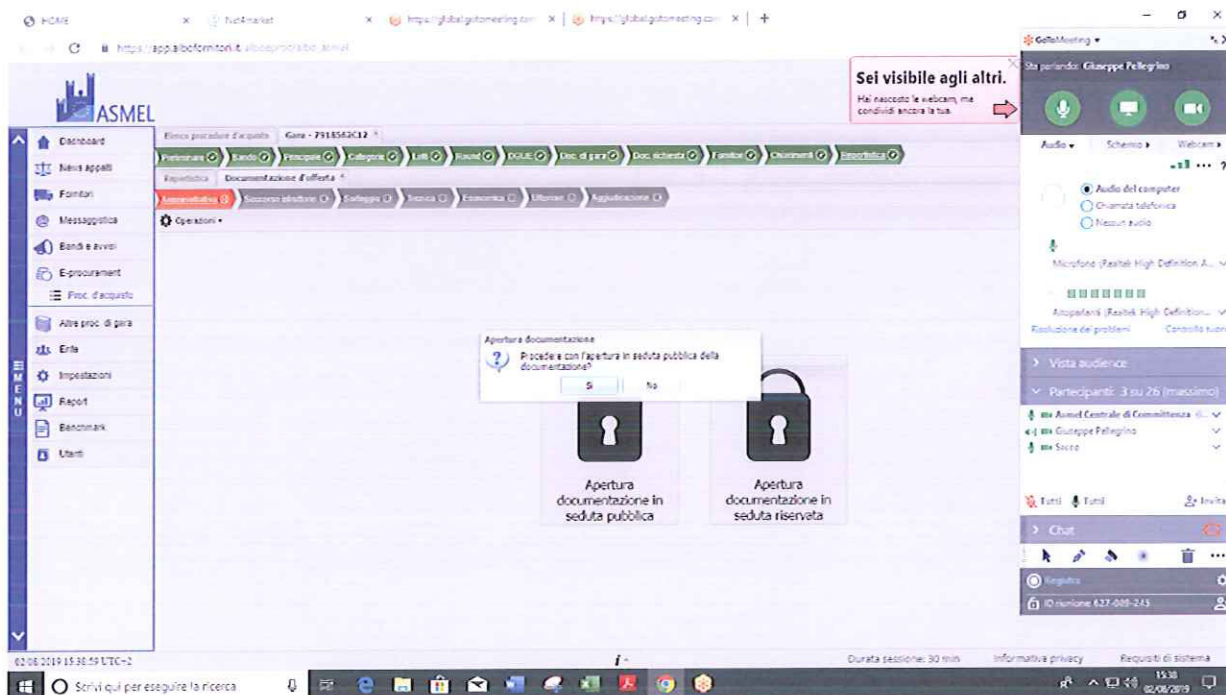 HOME
Net4market
https://global.gotomeeting.com
https://global.gotomeeting.com
https://app.albofornitori.it
ASMEL
Sei visibile agli altri.
Hai nascosto le webcam, ma
condividi ancora la tua.
Dashboard
News appalti
Fornitori
Messaggistica
Bandi e avvisi
E-procurement
Proc. d'acquisto
Altre proc. di gara
Ente
Impostazioni
Report
Benchmark
Utenti
MENU
Elenco procedure d'acquisto
Gara - 7918582C12
Preliminare
Bando
Principale
Categorie
Lotti
Round
DGUE
Doc. di gara
Doc. richiesta
Fornitori
Chiarimenti
Reportistica
Reportistica
Documentazione d'offerta
Amministrativa
Soccorso istruttorio
Sorteggio
Tecnica
Economica
Ulteriore
Aggiudicazione
Operazioni
Apertura documentazione
Procedere con l'apertura in seduta pubblica della
documentazione?
Si
No
Apertura
documentazione in
seduta pubblica
Apertura
documentazione in
seduta riservata
GoToMeeting
Sta parlando: Giuseppe Pellegrino
Audio
Schermo
Webcam
?
Audio del computer
Chiamata telefonica
Nessun audio
Microfono (Realtek High Definition A...
Altoparlanti (Realtek High Definition...
Risoluzione dei problemi
Controllo suoni
Vista audience
Partecipanti: 3 su 26 (massimo)
Asmel Centrale di Committenza
Giuseppe Pellegrino
Tutti
Tutti
Invita
Chat
Registra
ID riunione: 627-009-245
02/08/2019 15:38:59 UTC+2
Durata sessione: 30 min
Informativa privacy
Requisiti di sistema
Scrivi qui per eseguire la ricerca
15:38
02/08/2019